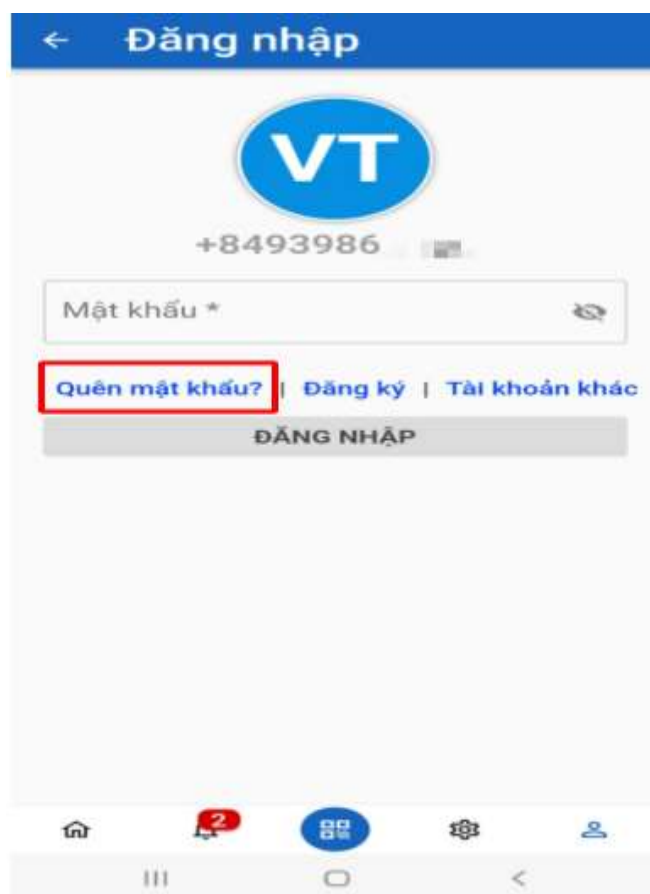 Đăng nhập
VT
+8493986
Mật khẩu *
Quên mật khẩu? | Đăng ký | Tài khoản khác
ĐĂNG NHẬP
2